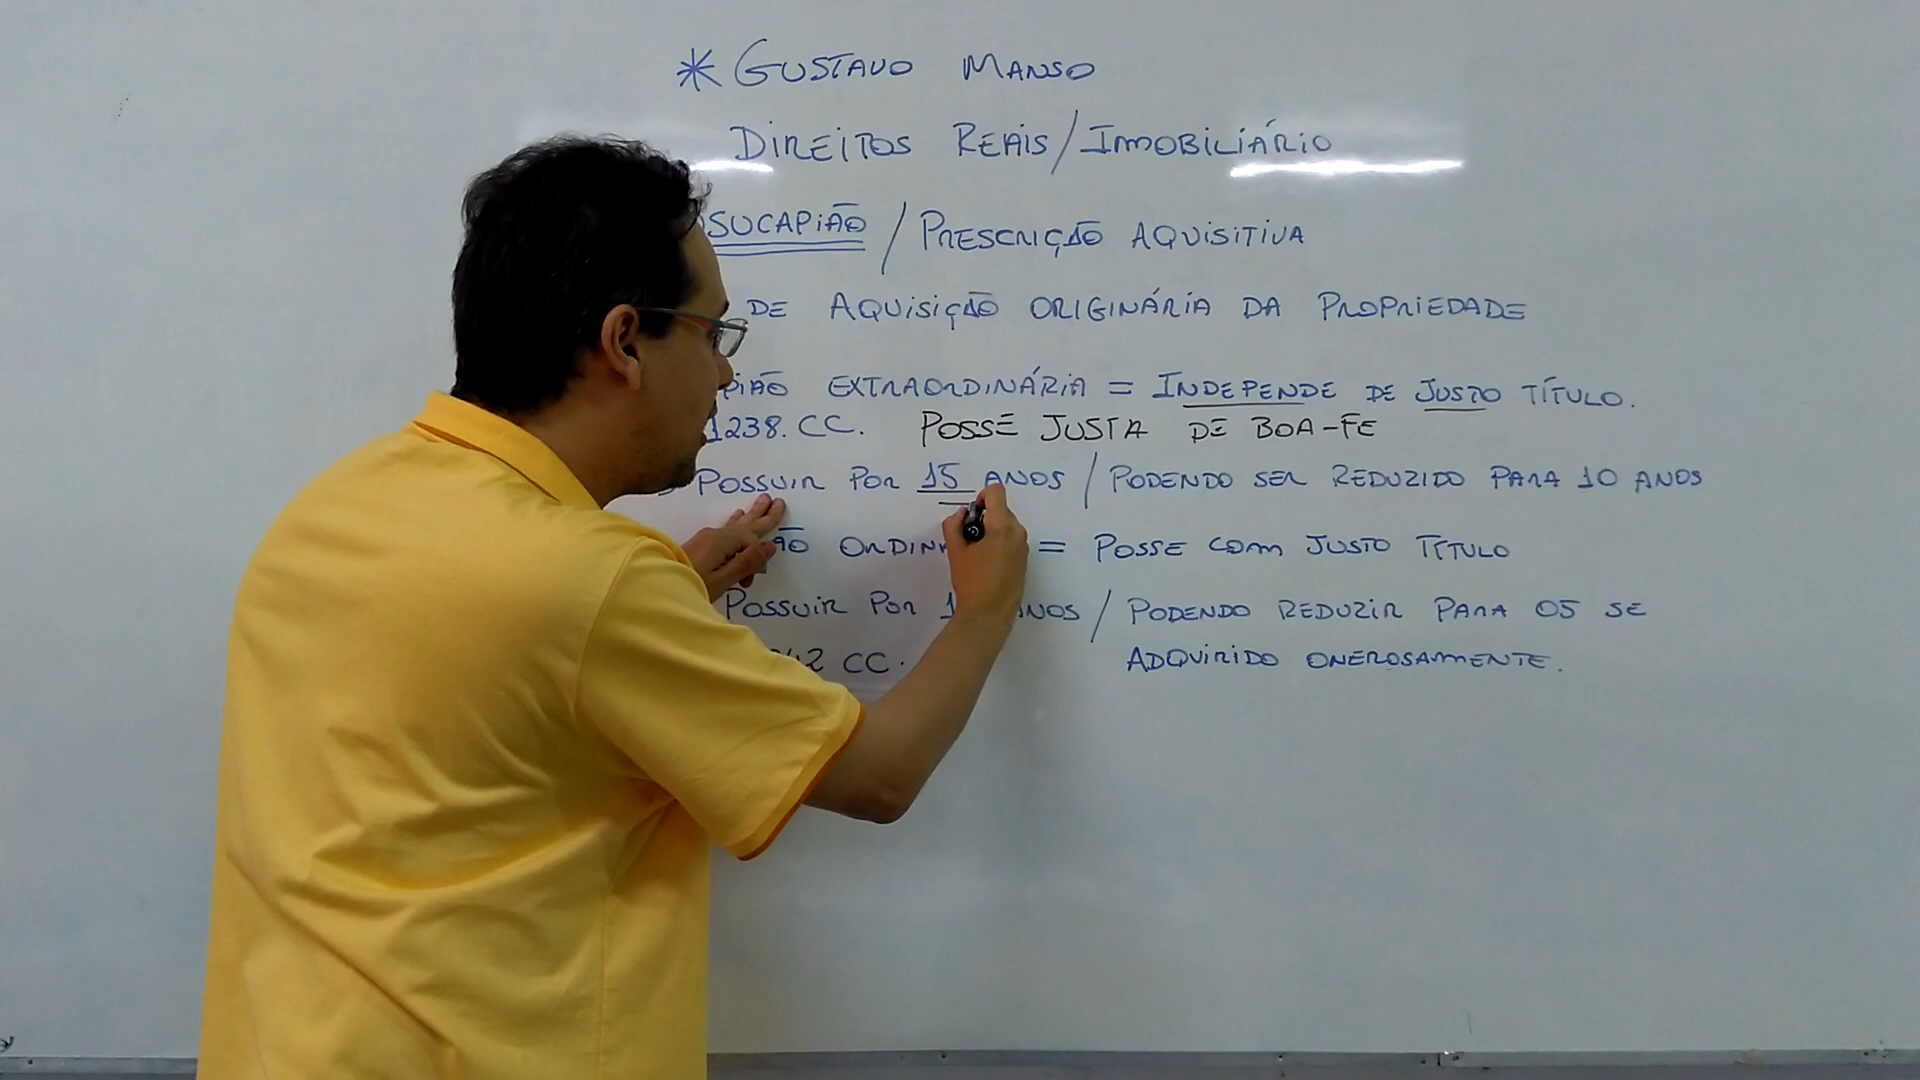 * GUSTAVO MANSO
DIREITOS REAIS/IMOBILIÁRIO
SUCAPIÃO / PRESCRIÇÃO AQUISITIVA
DE AQUISIÇÃO ORIGINÁRIA DA PROPRIEDADE
PIÃO EXTRAORDINÁRIA = INDEPENDE DE JUSTO TÍTULO.
1238. CC. POSSE JUSTA DE BOA-FE
POSSUIR POR 15 ANOS / PODENDO SER REDUZIDO PARA 10 ANOS
ÃO ORDIN = POSSE COM JUSTO TÍTULO
POSSUIR POR 1 ANOS / PODENDO REDUZIR PARA 05 SE
42 CC. ADQUIRIDO ONEROSAMENTE.